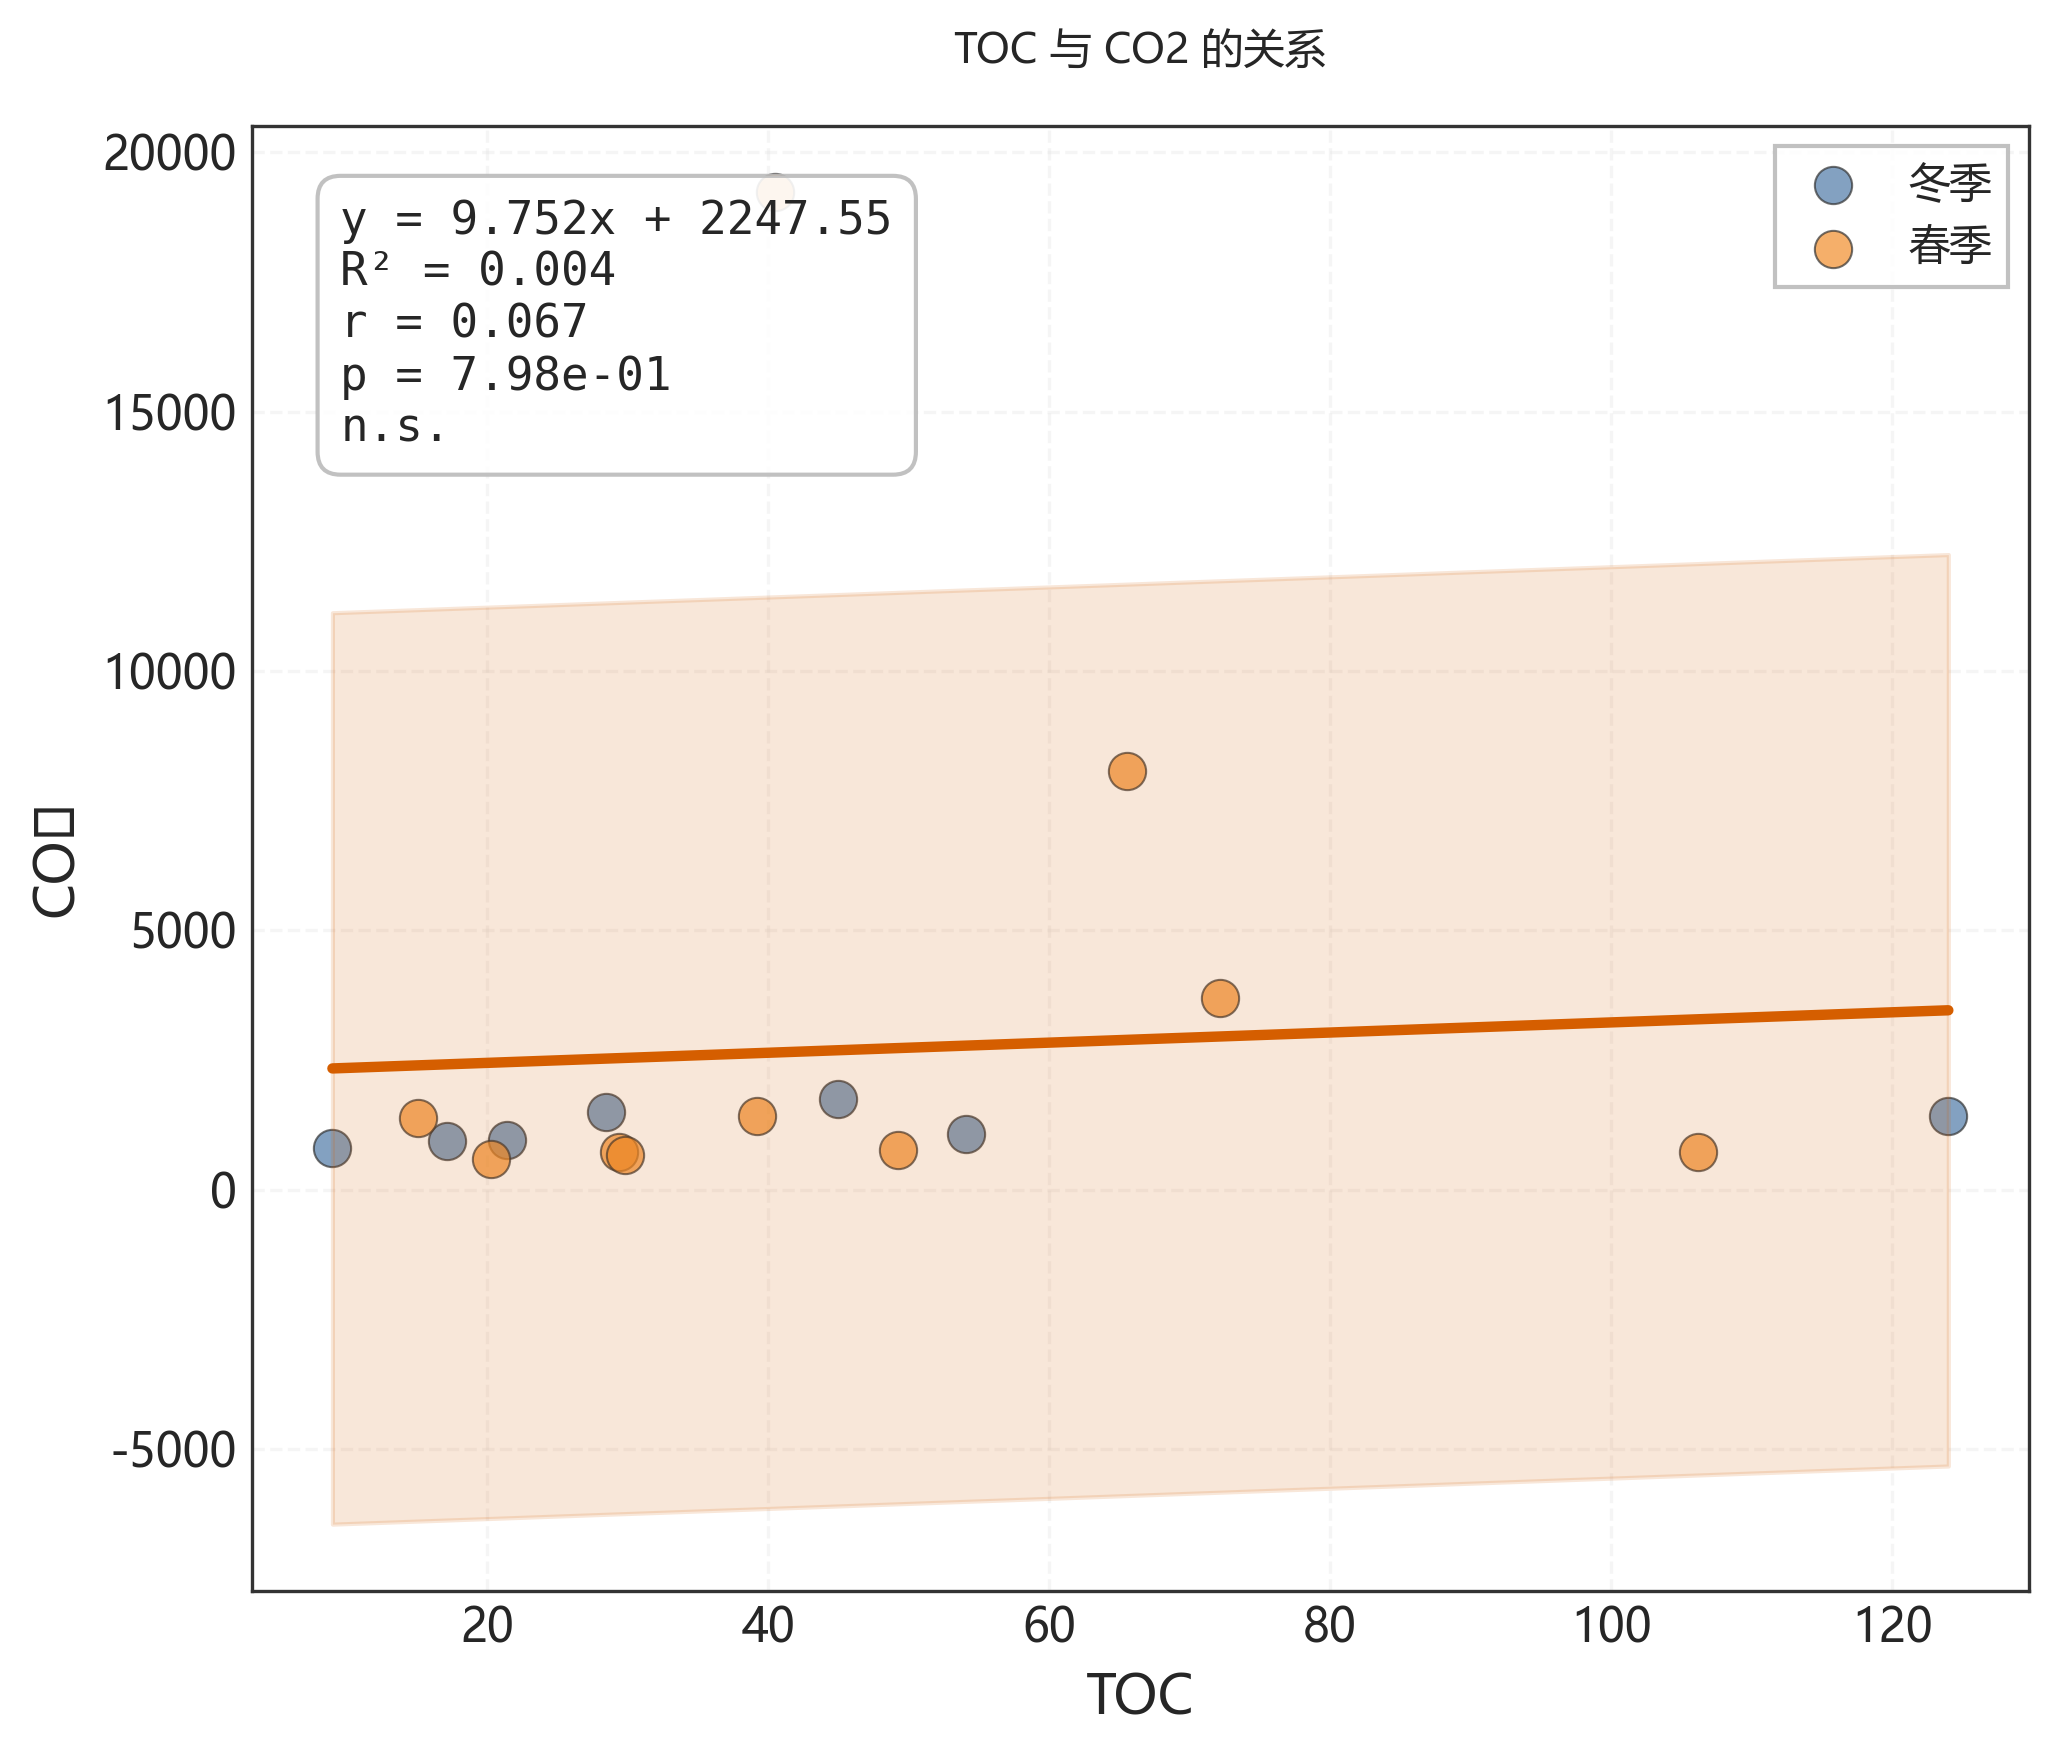 TOC 与 CO2 的关系
20000
15000
10000
5000
0
-5000
CO▯
y = 9.752x + 2247.55
R² = 0.004
r = 0.067
p = 7.98e-01
n.s.
冬季
春季
20
40
60
80
100
120
TOC